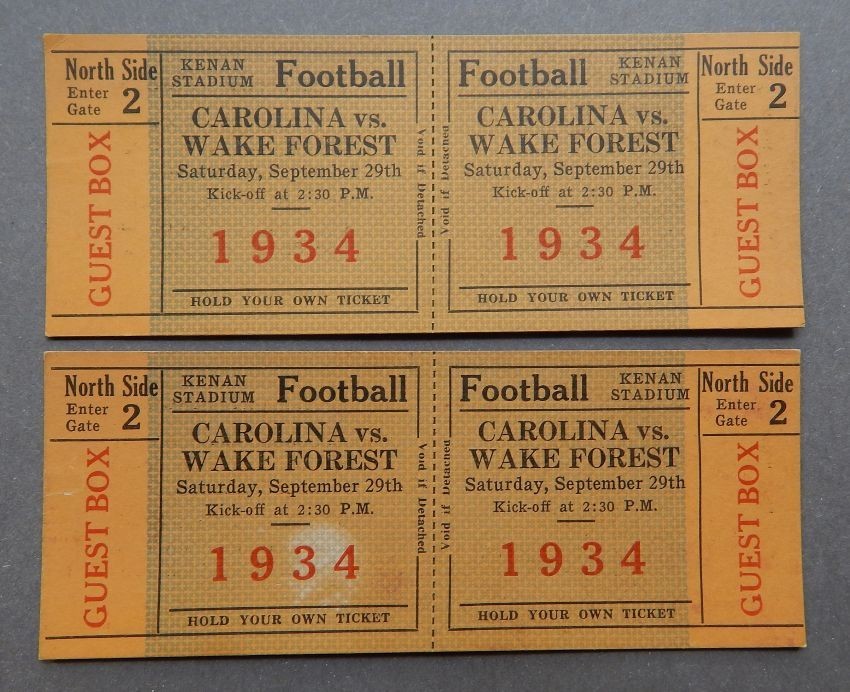 North Side
Enter
Gate 2
GUEST BOX
KENAN
STADIUM
Football
CAROLINA vs.
WAKE FOREST
Saturday, September 29th
Kick-off at 2:30 P.M.
1934
HOLD YOUR OWN TICKET
Void if Detached
Void if Detached
Football
KENAN
STADIUM
CAROLINA vs.
WAKE FOREST
Saturday, September 29th
Kick-off at 2:30 P.M.
1934
HOLD YOUR OWN TICKET
North Side
Enter
Gate 2
GUEST BOX
North Side
Enter
Gate 2
GUEST BOX
KENAN
STADIUM
Football
CAROLINA vs.
WAKE FOREST
Saturday, September 29th
Kick-off at 2:30 P.M.
1934
HOLD YOUR OWN TICKET
Void if Detached
Void if Detached
Football
KENAN
STADIUM
CAROLINA vs.
WAKE FOREST
Saturday, September 29th
Kick-off at 2:30 P.M.
1934
HOLD YOUR OWN TICKET
North Side
Enter
Gate 2
GUEST BOX